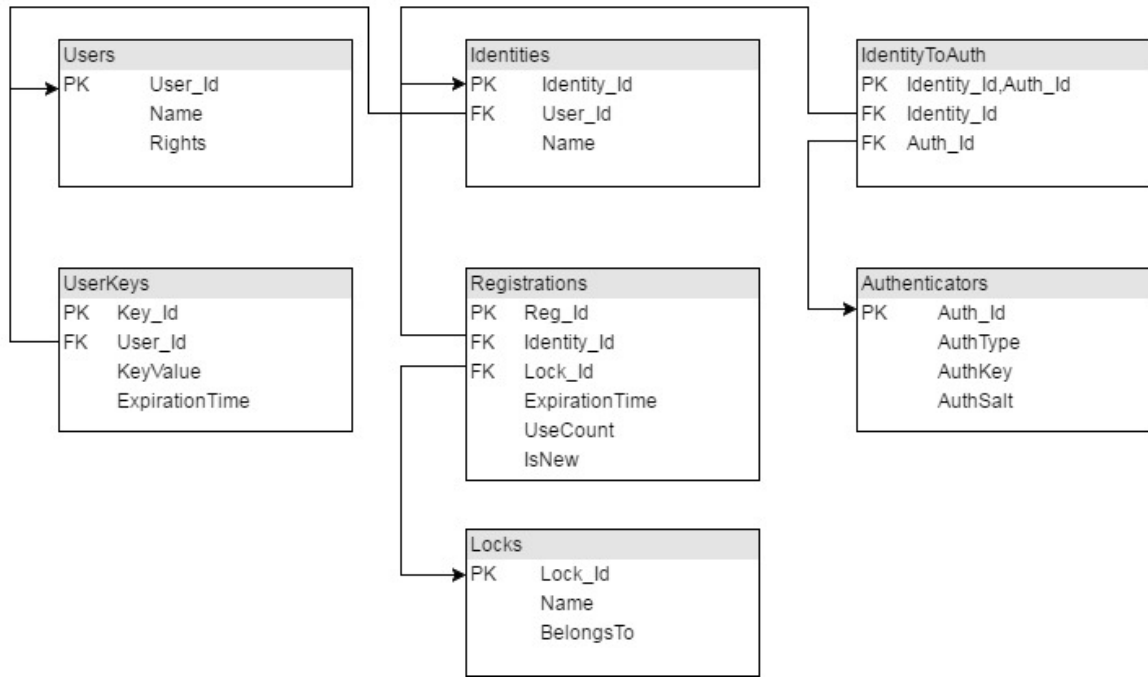 Users
PK User_Id
Name
Rights
Identities
PK Identity_Id
FK User_Id
Name
IdentityToAuth
PK Identity_Id,Auth_Id
FK Identity_Id
FK Auth_Id
UserKeys
PK Key_Id
FK User_Id
KeyValue
ExpirationTime
Registrations
PK Reg_Id
FK Identity_Id
FK Lock_Id
ExpirationTime
UseCount
IsNew
Authenticators
PK Auth_Id
AuthType
AuthKey
AuthSalt
Locks
PK Lock_Id
Name
BelongsTo